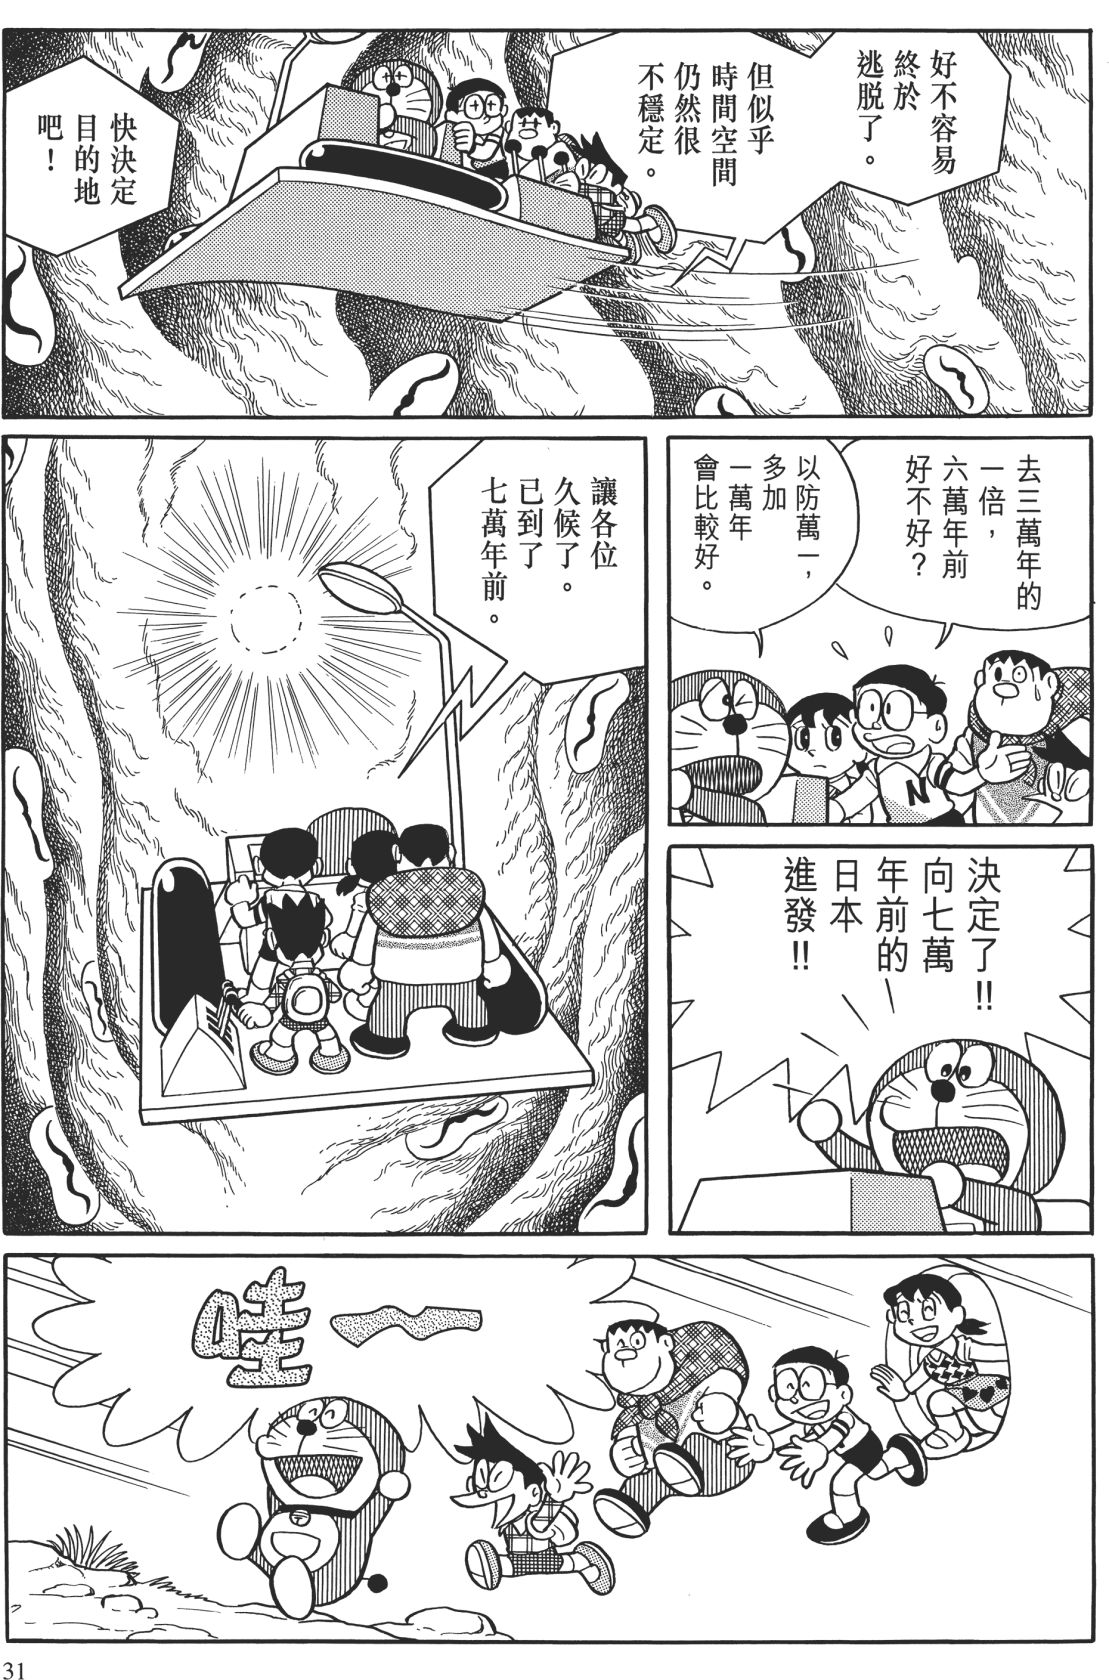 好不容易
終於
逃脱了。
但似乎
時間空間
仍然很
不穩定。
快決定
目的地
吧！
去三萬年的
一倍，
六萬年前
好不好？
以防萬一，
多加
一萬年
會比較好。
N
決定了!!
向七萬
年前的
日本
進發!!
讓各位
久候了。
已到了
七萬年前。
哇～
31